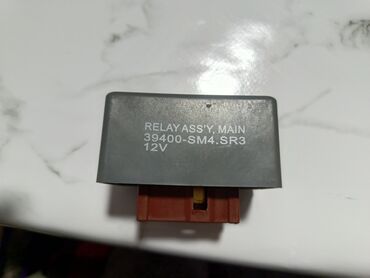 RELAY ASS'Y, MAIN
39400-SM4.SR3
12V